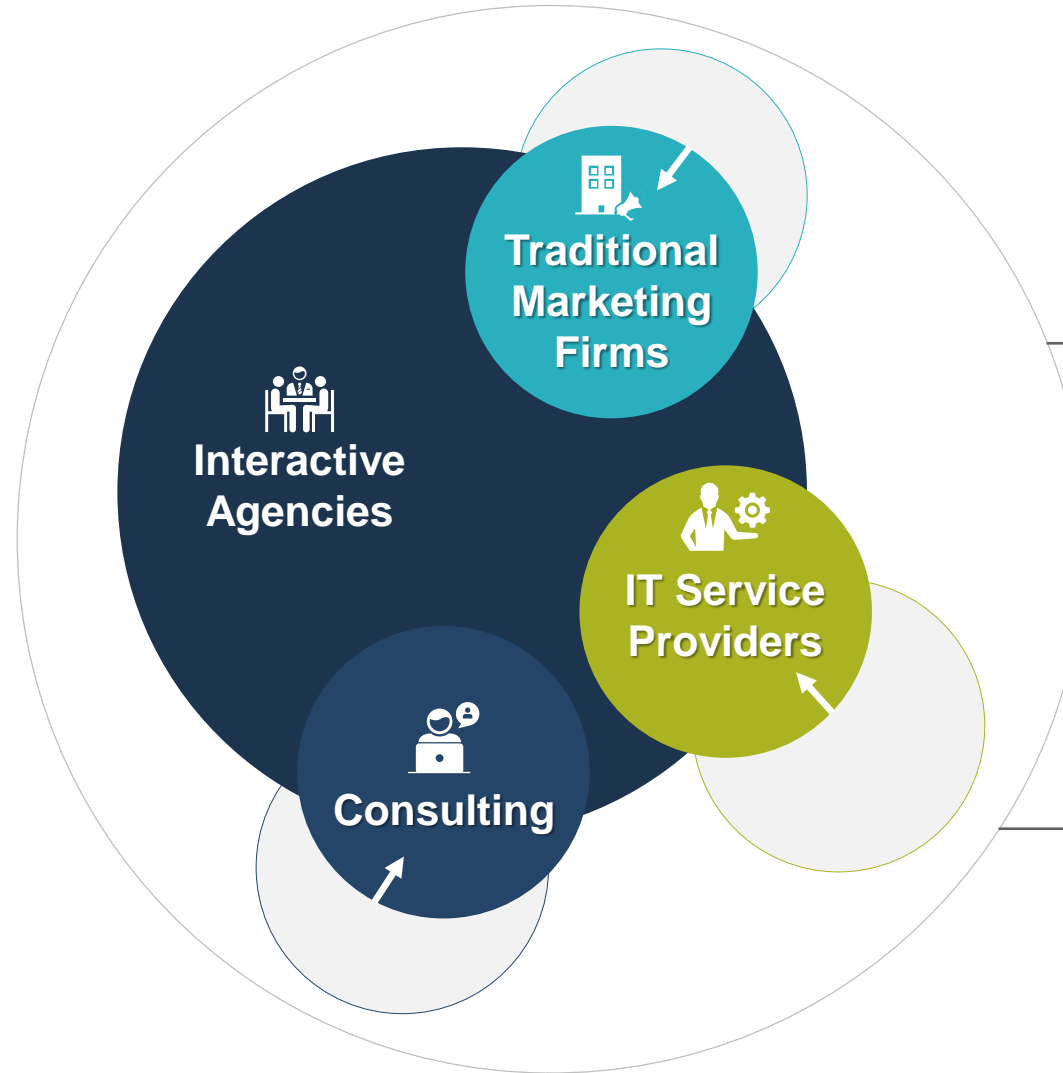 Traditional
Marketing
Firms
Interactive
Agencies
IT Service
Providers
Consulting